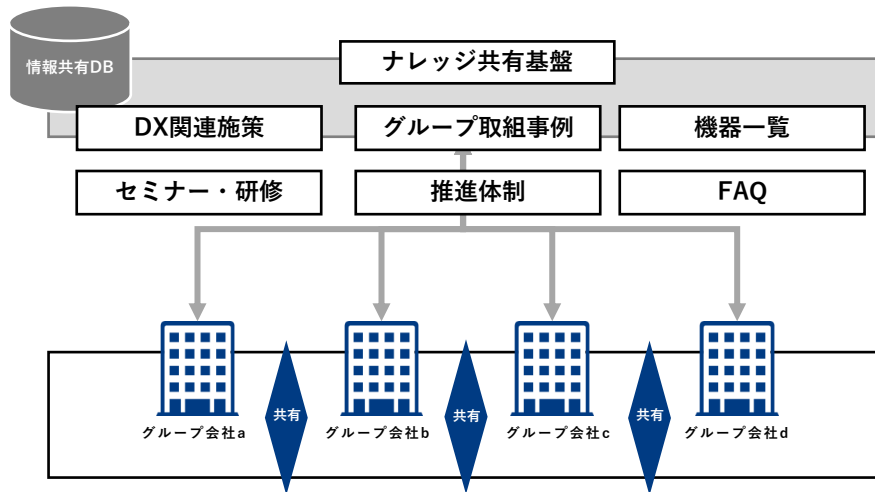 情報共有DB
ナレッジ共有基盤
DX関連施策
グループ取組事例
機器一覧
セミナー・研修
推進体制
FAQ
グループ会社a
共有
グループ会社b
共有
グループ会社c
共有
グループ会社d